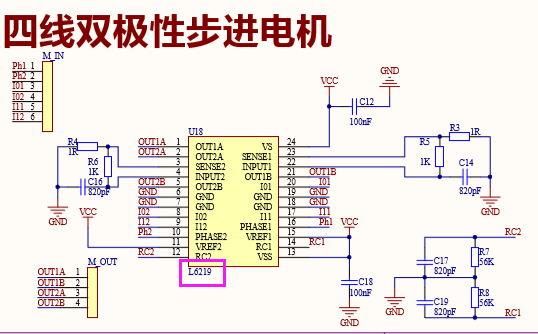 四线双极性步进电机
M_IN
Ph1 1
Ph2 2
I01 3
I02 4
I11 5
I12 6
VCC
GND
C12
100nF
U18
OUT1A 1 OUT1A VS 24
OUT2A 2 OUT2A SENSE1 23
3 SENSE2 INPUT1 22
4 INPUT2 OUT1B 21 OUT1B
OUT2B 5 OUT2B I01 20 I01
GND 6 GND GND 19 GND
GND 7 GND GND 18 GND
I02 8 I02 I11 17 I11
I12 9 I12 PHASE1 16 Ph1
Ph2 10 PHASE2 VREF1 15
11 VREF2 RC1 14 RC1
RC2 12 RC2 VSS 13
L6219
R4
1R
R6
1K
C16
820pF
GND
VCC
R3 1R
R5
1K
C14
820pF
GND
VCC
C18
100nF
GND
M_OUT
OUT1A 1
OUT1B 2
OUT2A 3
OUT2B 4
RC2
C17
820pF
R7
56K
GND
C19
820pF
R8
56K
RC1